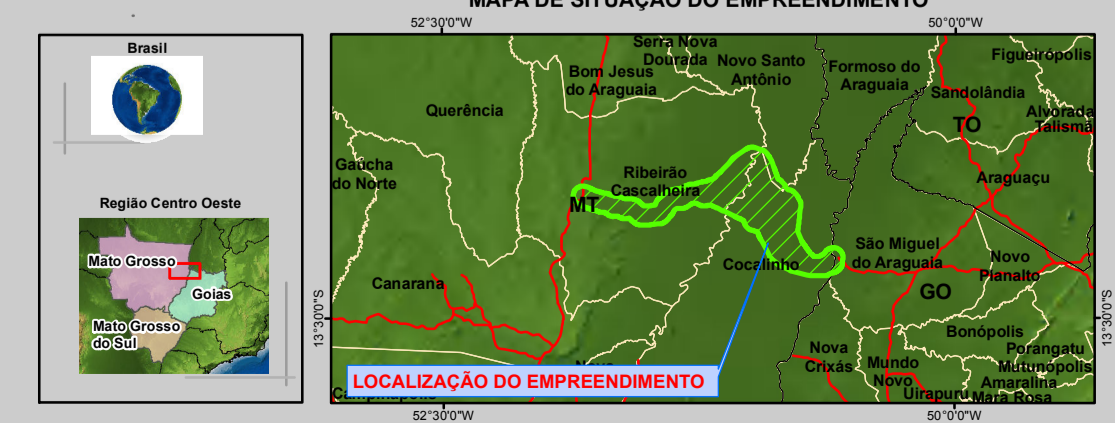 MAPA DE SITUAÇÃO DO EMPREENDIMENTO
52°30'0"W
50°0'0"W
Brasil
Região Centro Oeste
Mato Grosso
Goias
Mato Grosso
do Sul
Serra Nova
Dourada
Novo Santo
Antônio
Bom Jesus
do Araguaia
Formoso do
Araguaia
Figueirópolis
Querência
Sandolândia
Alvorada
Talismã
TO
Gaúcha
do Norte
Ribeirão
Cascalheira
Araguaçu
MT
São Miguel
do Araguaia
Novo
Planalto
Cocalinho
Canarana
GO
13°30'0"S
13°30'0"S
Bonópolis
Porangatu
Mutunópolis
Nova
Crixás
Mundo
Novo
Amaralina
Uirapuru
Mara Rosa
Nova
LOCALIZAÇÃO DO EMPREENDIMENTO
Campinápolis
52°30'0"W
50°0'0"W